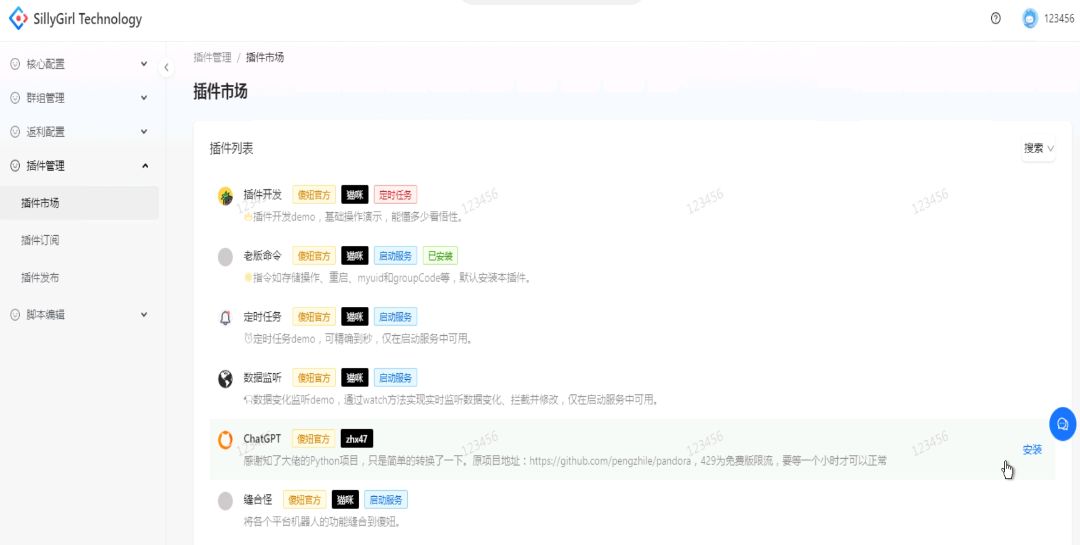 SillyGirl Technology
123456
核心配置
群组管理
返利配置
插件管理
插件市场
插件订阅
插件发布
脚本编辑
插件管理 / 插件市场
插件市场
插件列表
搜索
插件开发 傻妞官方 猫咪 定时任务
插件开发demo，基础操作演示，能懂多少看悟性。
123456 123456 123456 123456
老版命令 傻妞官方 猫咪 启动服务 已安装
指令如存储操作、重启、myuid和groupCode等，默认安装本插件。
定时任务 傻妞官方 猫咪 启动服务
定时任务demo，可精确到秒，仅在启动服务中可用。
数据监听 傻妞官方 猫咪 启动服务
数据变化监听demo，通过watch方法实现实时监听数据变化、拦截并修改，仅在启动服务中可用。
ChatGPT 傻妞官方 zhx47
感谢知了大佬的Python项目，只是简单的转换了一下。原项目地址：https://github.com/pengzhile/pandora，429为免费版限流，要等一个小时才可以正常
安装
123456 123456 123456 123456
缝合怪 傻妞官方 猫咪 启动服务
将各个平台机器人的功能缝合到傻妞。